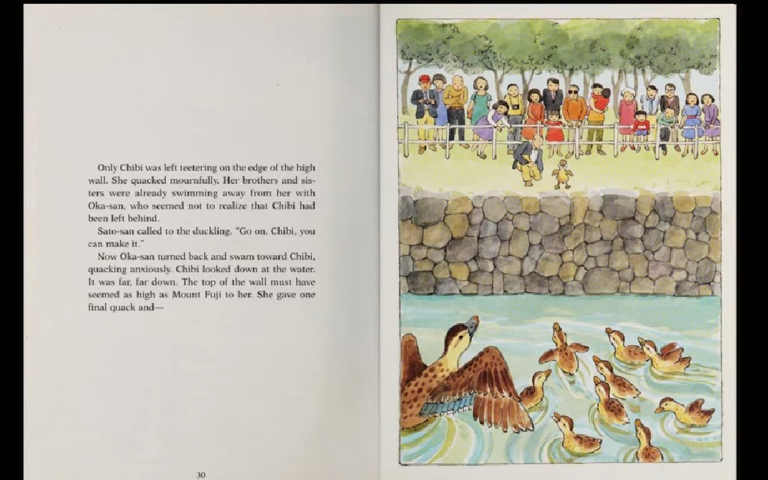 Only Chibi was left teetering on the edge of the high
wall. She quacked mournfully. Her brothers and sis-
ters were already swimming away from her with
Oka-san, who seemed not to realize that Chibi had
been left behind.
Sato-san called to the duckling. "Go on, Chibi, you
can make it."
Now Oka-san turned back and swam toward Chibi,
quacking anxiously. Chibi looked down at the water.
It was far, far down. The top of the wall must have
seemed as high as Mount Fuji to her. She gave one
final quack and—
30